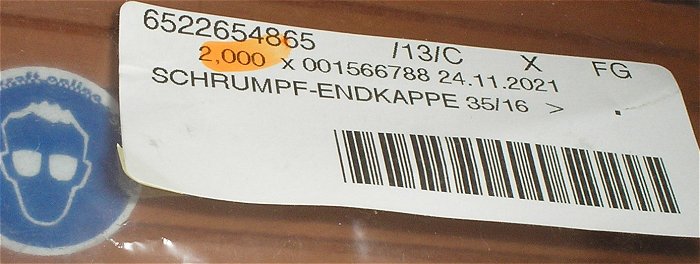 6522654865 /13/C X FG
2,000 x 001566788 24.11.2021
SCHRUMPF-ENDKAPPE 35/16 > .